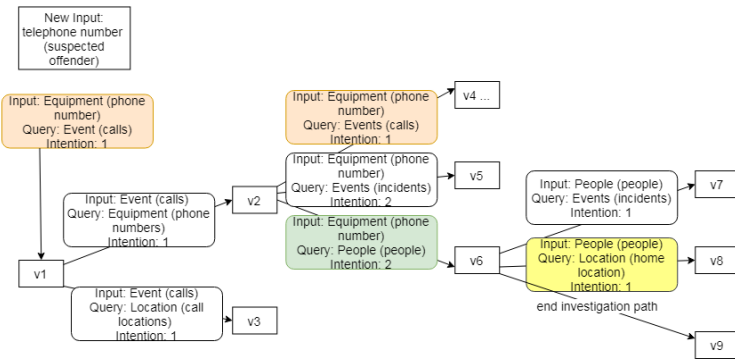 New Input:
telephone number
(suspected
offender)
Input: Equipment (phone
number)
Query: Event (calls)
Intention: 1
Input: Equipment (phone
number)
Query: Events (calls)
Intention: 1
v4 ...
Input: Equipment (phone
number)
Query: Events (incidents)
Intention: 2
v5
Input: Event (calls)
Query: Equipment (phone
numbers)
Intention: 1
v2
Input: People (people)
Query: Events (incidents)
Intention: 1
v7
Input: Equipment (phone
number)
Query: People (people)
Intention: 2
v6
Input: People (people)
Query: Location (home
location)
Intention: 1
v8
v1
Input: Event (calls)
Query: Location (call
locations)
Intention: 1
v3
end investigation path
v9